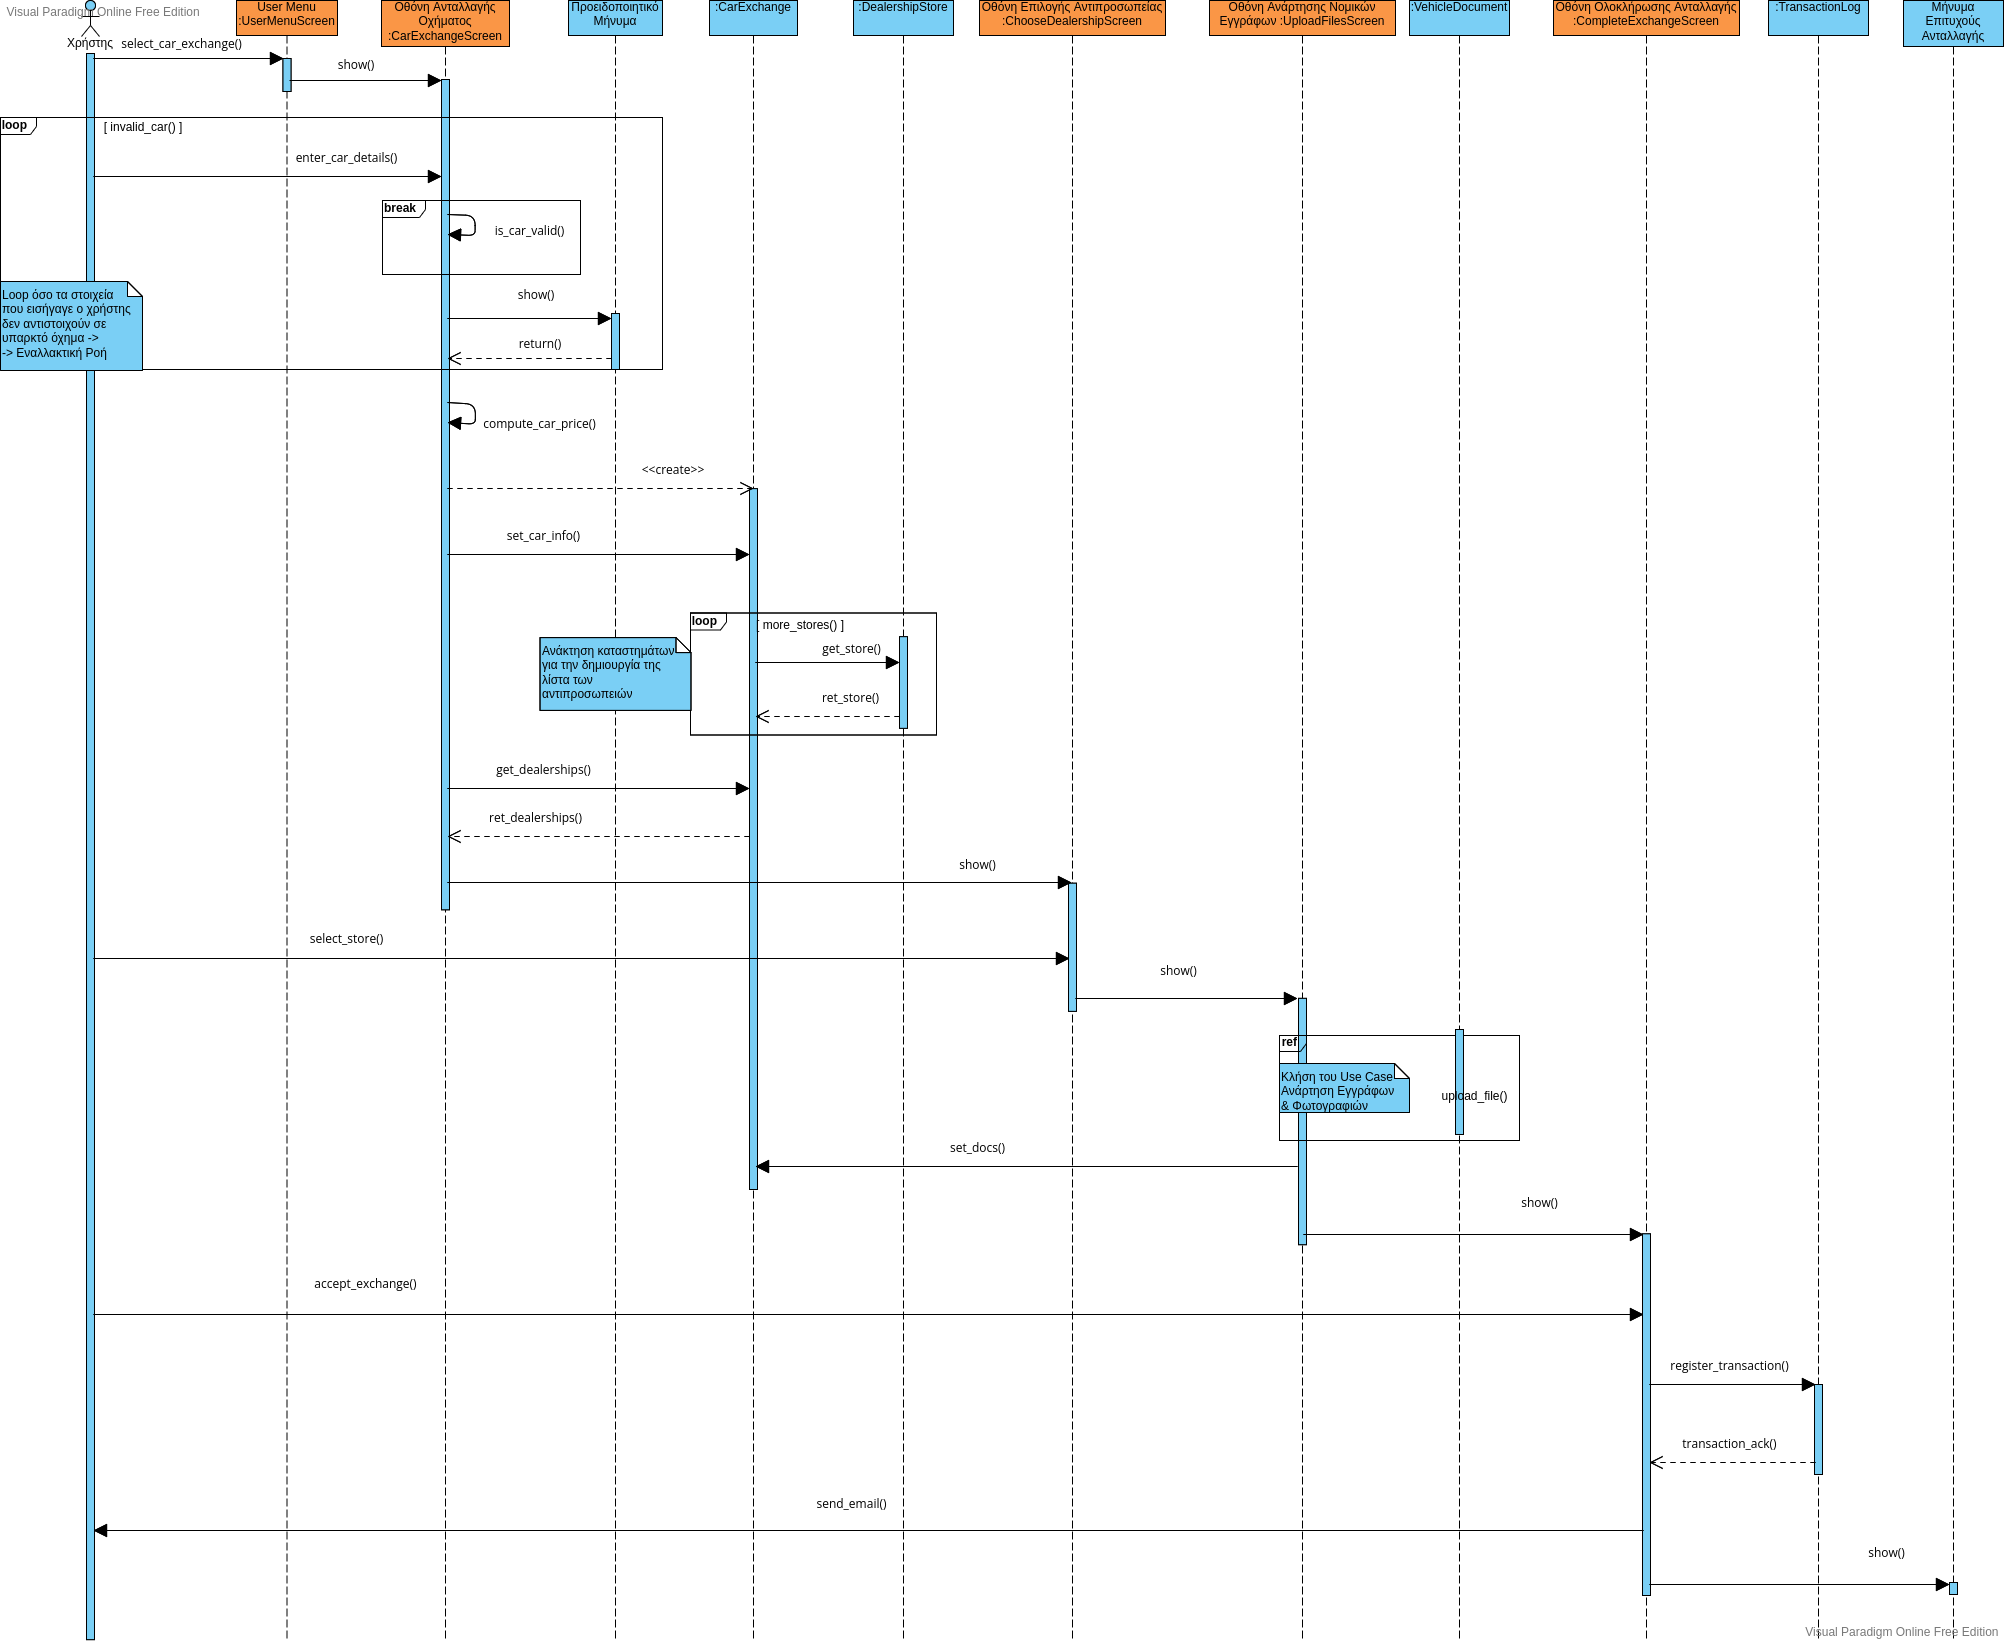 Visual Paradigm Online Free Edition
Χρήστης
User Menu
:UserMenuScreen
Οθόνη Ανταλλαγής
Οχήματος
:CarExchangeScreen
Προειδοποιητικό
Μήνυμα
:CarExchange
:DealershipStore
Οθόνη Επιλογής Αντιπροσωπείας
:ChooseDealershipScreen
Οθόνη Ανάρτησης Νομικών
Εγγράφων :UploadFilesScreen
:VehicleDocument
Οθόνη Ολοκλήρωσης Ανταλλαγής
:CompleteExchangeScreen
:TransactionLog
Μήνυμα
Επιτυχούς
Ανταλλαγής
select_car_exchange()
show()
loop
[ invalid_car() ]
enter_car_details()
break
is_car_valid()
Loop όσο τα στοιχεία
που εισήγαγε ο χρήστης
δεν αντιστοιχούν σε
υπαρκτό όχημα ->
-> Εναλλακτική Ροή
show()
return()
compute_car_price()
<<create>>
set_car_info()
loop
[ more_stores() ]
Ανάκτηση καταστημάτων
για την δημιουργία της
λίστα των
αντιπροσωπειών
get_store()
ret_store()
get_dealerships()
ret_dealerships()
show()
select_store()
show()
ref
Κλήση του Use Case
Ανάρτηση Εγγράφων
& Φωτογραφιών
upload_file()
set_docs()
show()
accept_exchange()
register_transaction()
transaction_ack()
send_email()
show()
Visual Paradigm Online Free Edition